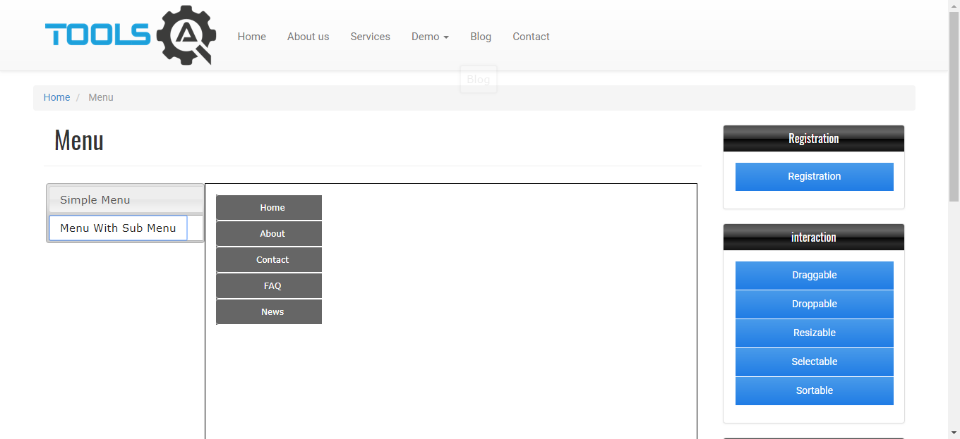 TOOLS QA
Home About us Services Demo Blog Contact
Blog
Home / Menu
Menu
Simple Menu
Menu With Sub Menu
Home
About
Contact
FAQ
News
Registration
Registration
interaction
Draggable
Droppable
Resizable
Selectable
Sortable